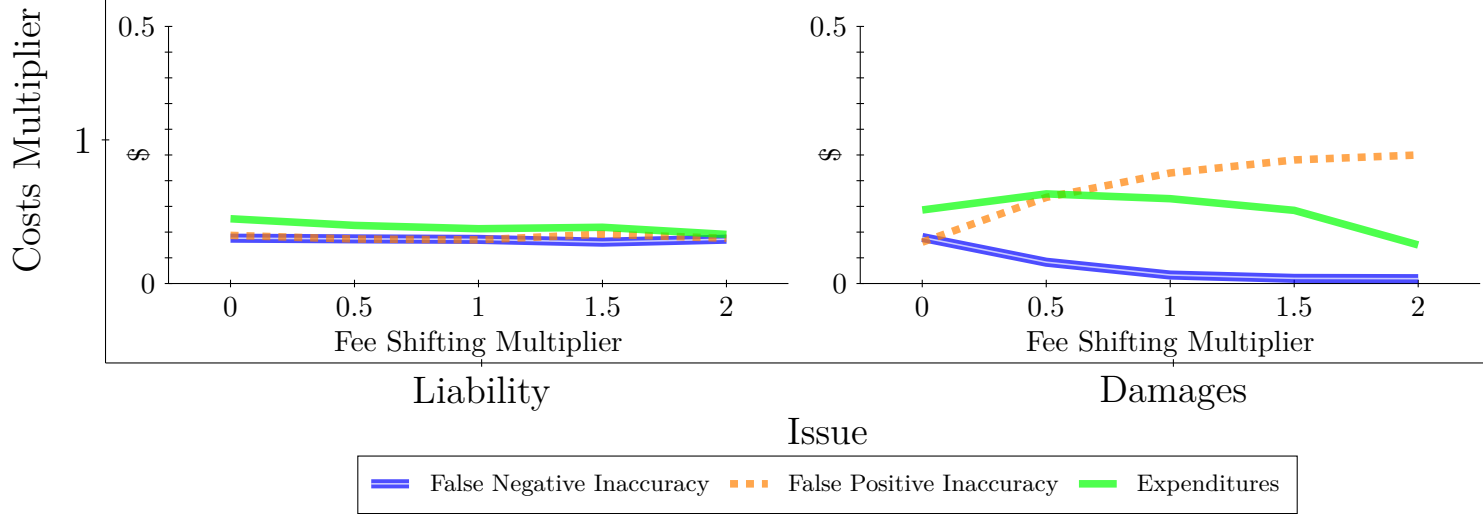 Costs Multiplier
1
0.5
$
0
0 0.5 1 1.5 2
Fee Shifting Multiplier
0.5
$
0
0 0.5 1 1.5 2
Fee Shifting Multiplier
Liability
Damages
Issue
False Negative Inaccuracy False Positive Inaccuracy Expenditures